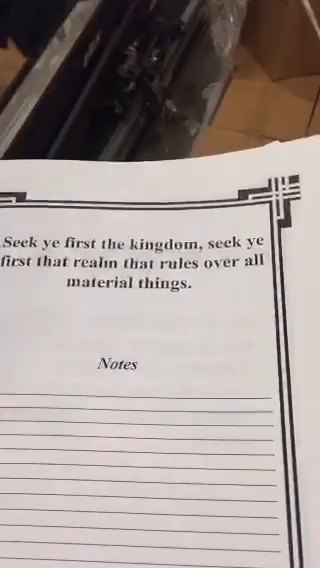 Seek ye first the kingdom, seek ye
first that realm that rules over all
material things.
Notes